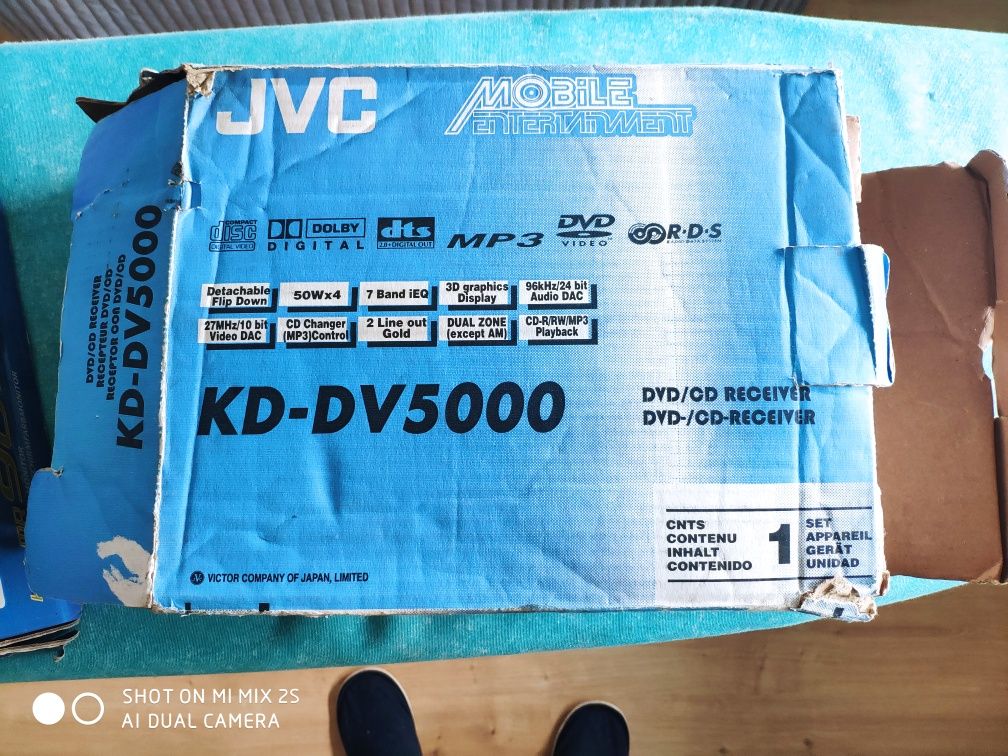 JVC
MOBILE
ENTERTAINMENT
COMPACT
disc
DIGITAL VIDEO
DOLBY
DIGITAL
dts
2.0+DIGITAL OUT
MP3
DVD
VIDEO
R·D·S
RADIO DATA SYSTEM
Detachable
Flip Down
50Wx4
7 Band iEQ
3D graphics
Display
96kHz/24 bit
Audio DAC
27MHz/10 bit
Video DAC
CD Changer
(MP3)Control
2 Line out
Gold
DUAL ZONE
(except AM)
CD-R/RW/MP3
Playback
KD-DV5000
DVD/CD RECEIVER
DVD-/CD-RECEIVER
CNTS
CONTENU
INHALT
CONTENIDO
1
SET
APPAREIL
GERÄT
UNIDAD
VICTOR COMPANY OF JAPAN, LIMITED
DVD/CD RECEIVER
RECEPTEUR DVD/CD
RECEPTOR CON DVD/CD
KD-DV5000
SHOT ON MI MIX 2S
AI DUAL CAMERA